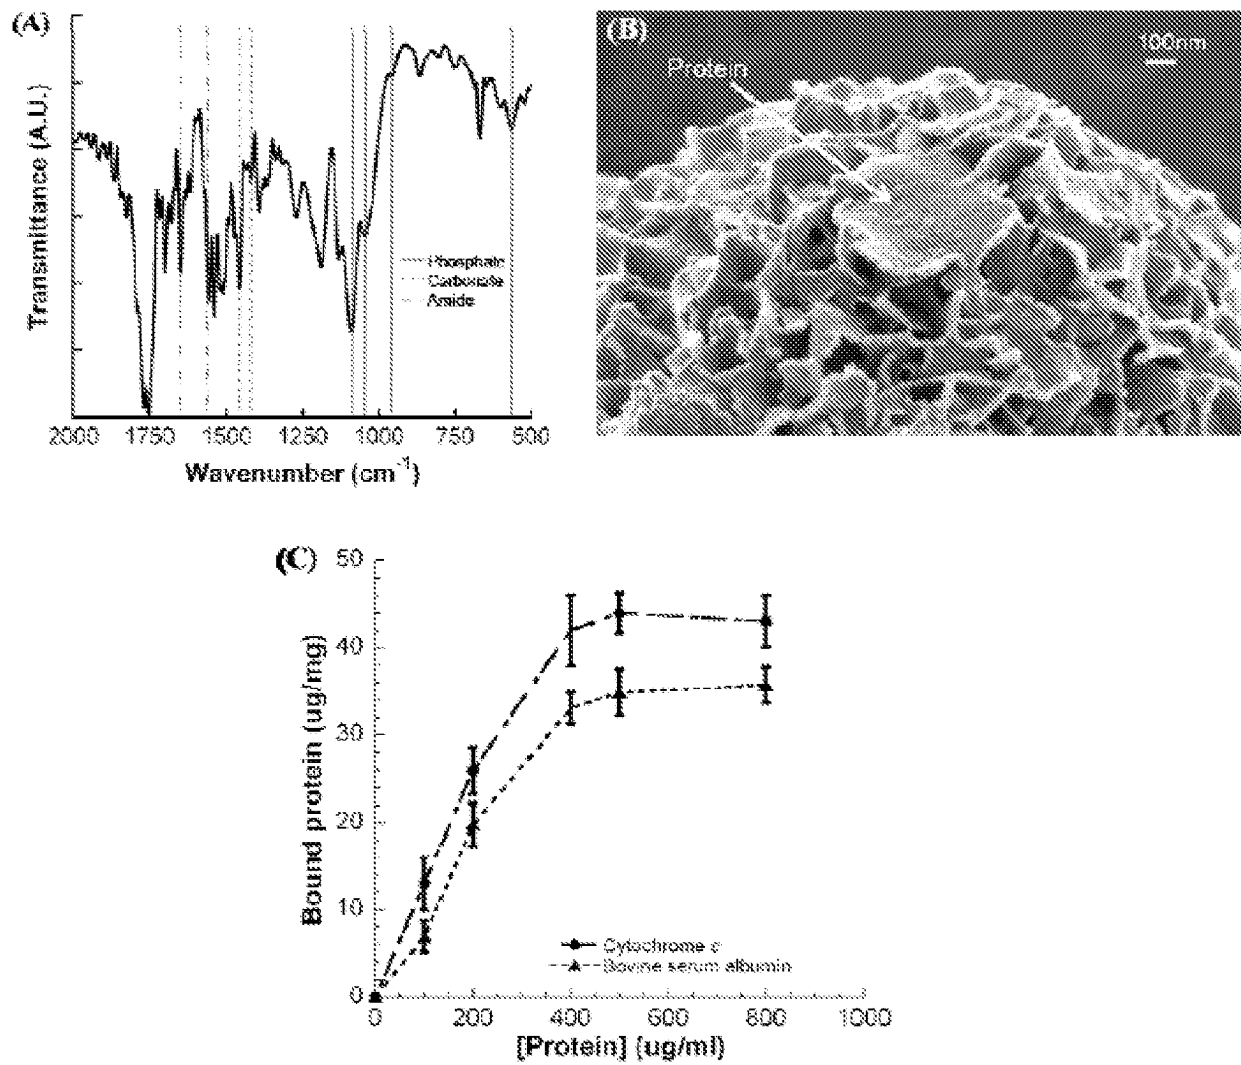 (A)
Transmittance (A.U.)
Phosphate
Carbonate
Amide
2000 1750 1500 1250 1000 750 500
Wavenumber (cm-1)
(B)
100nm
Protein
(C)
50
40
30
20
10
0
Bound protein (ug/mg)
Cytochrome c
Bovine serum albumin
0 200 400 600 800 1000
[Protein] (ug/ml)